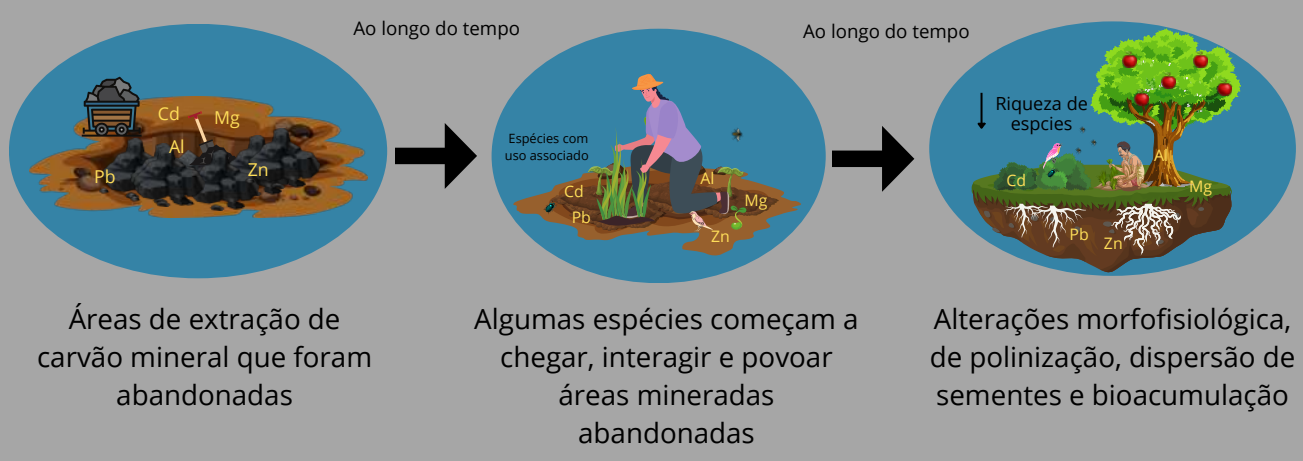 Ao longo do tempo
Ao longo do tempo
Cd
Mg
Al
Pb
Zn
Espécies com
uso associado
Cd
Pb
Al
Mg
Zn
Riqueza de
espcies
Al
Cd
Mg
Pb
Zn
Áreas de extração de
carvão mineral que foram
abandonadas
Algumas espécies começam a
chegar, interagir e povoar
áreas mineradas
abandonadas
Alterações morfofisiológica,
de polinização, dispersão de
sementes e bioacumulação